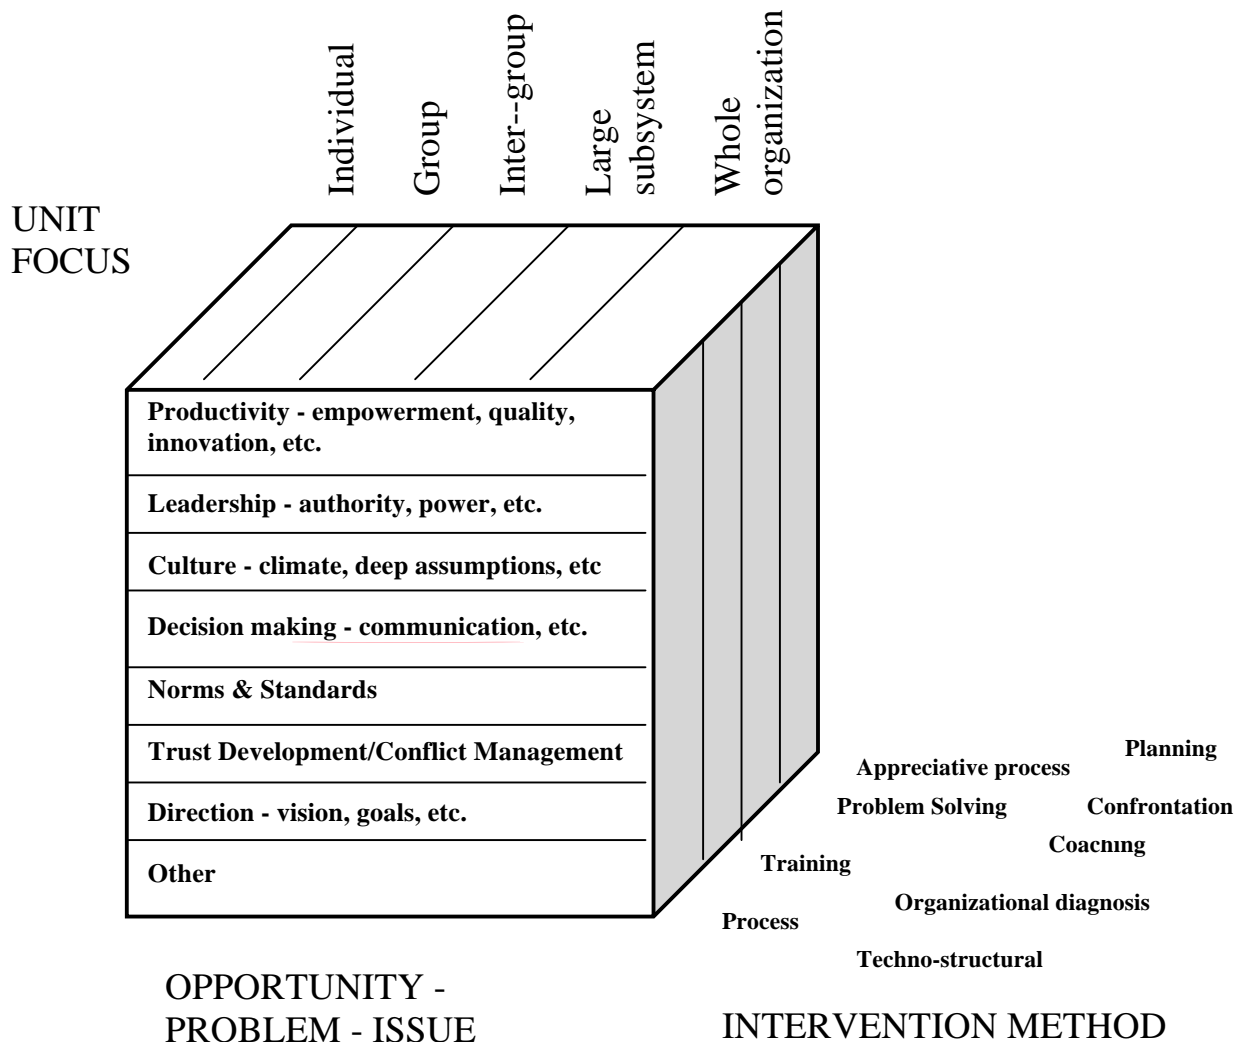 Individual
Group
Inter--group
Large
subsystem
Whole
organization
UNIT
FOCUS
Productivity - empowerment, quality,
innovation, etc.
Leadership - authority, power, etc.
Culture - climate, deep assumptions, etc
Decision making - communication, etc.
Norms & Standards
Trust Development/Conflict Management
Direction - vision, goals, etc.
Other
Planning
Appreciative process
Problem Solving
Confrontation
Coaching
Training
Organizational diagnosis
Process
Techno-structural
OPPORTUNITY -
PROBLEM - ISSUE
INTERVENTION METHOD